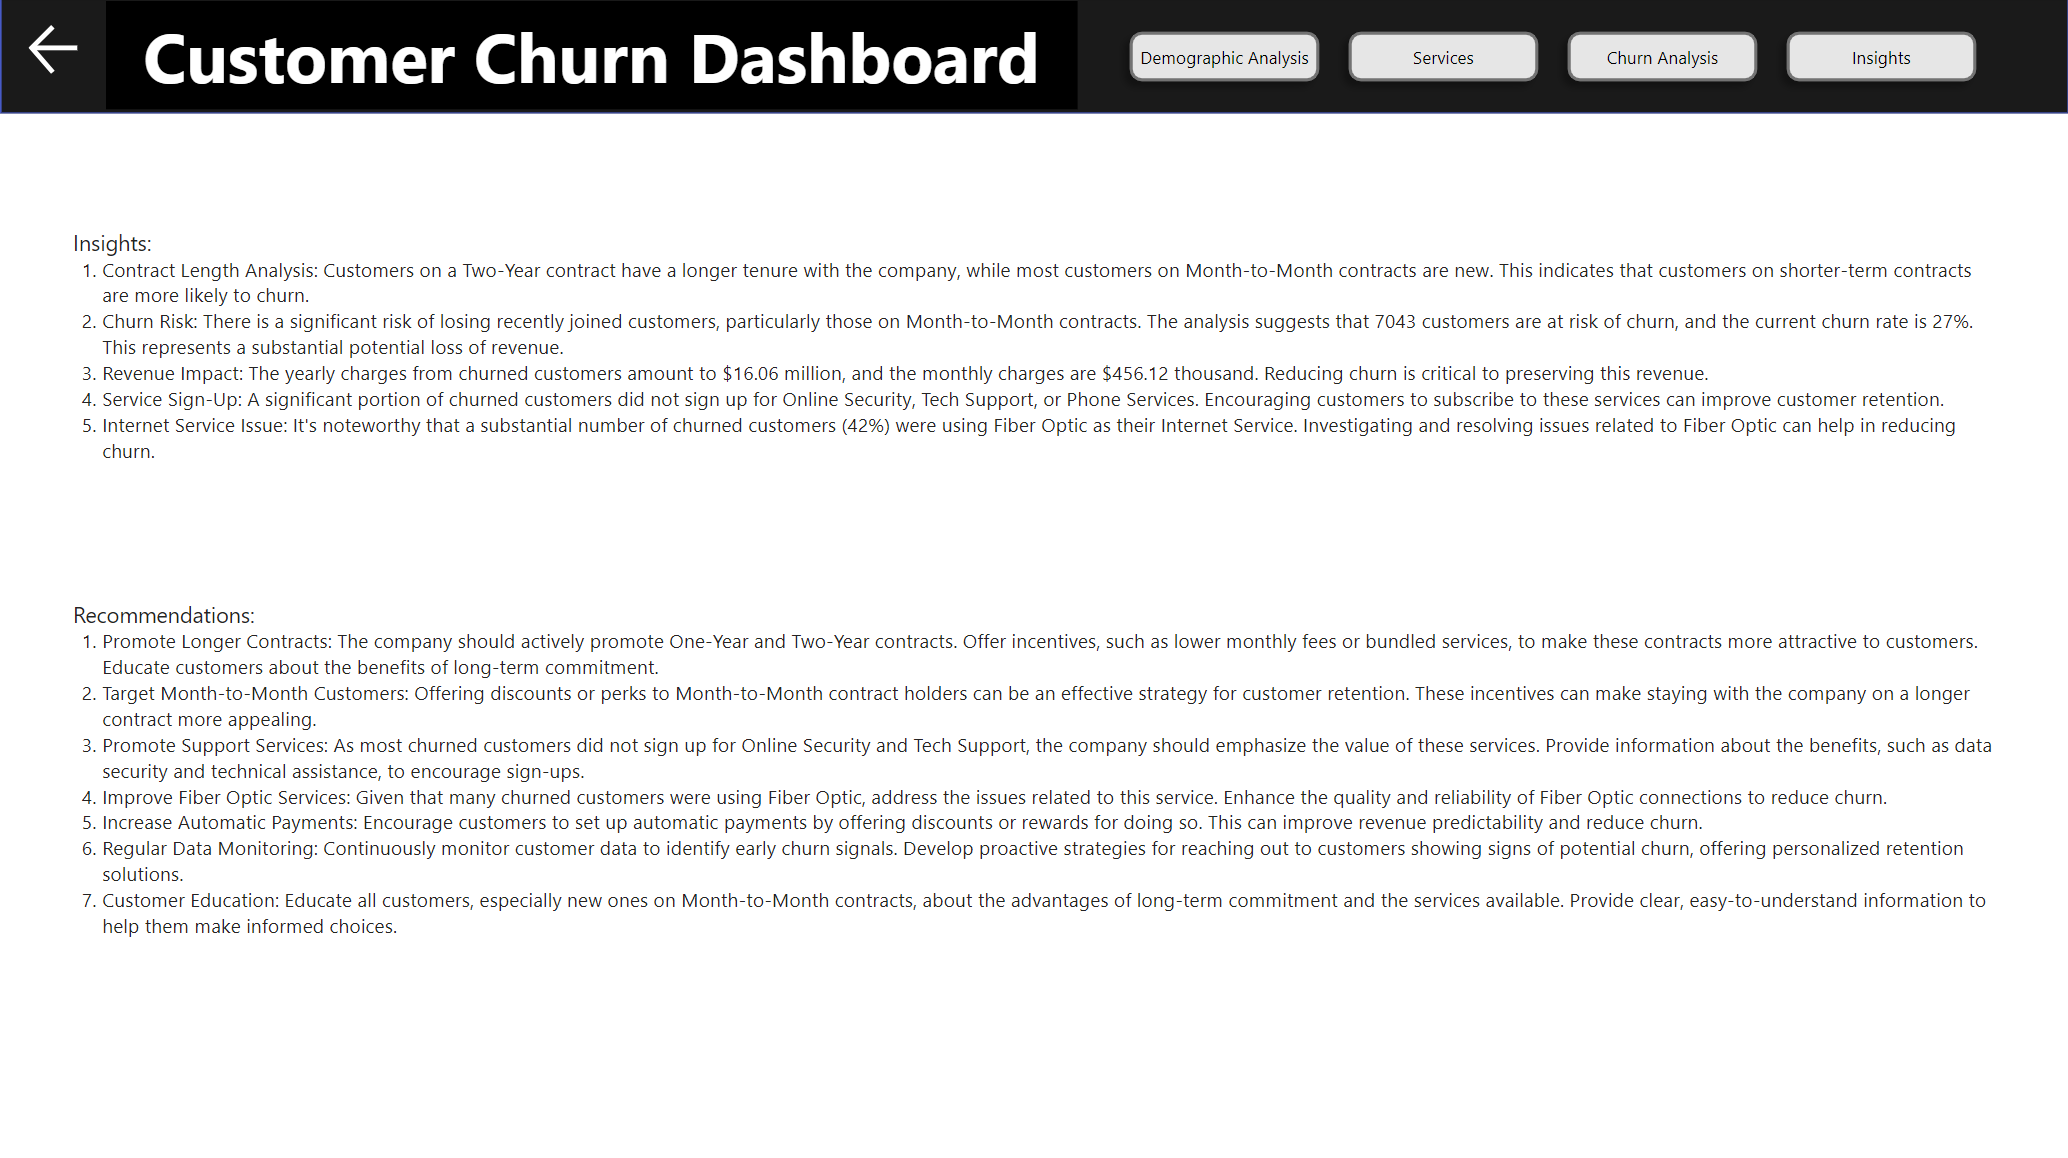 Customer Churn Dashboard
Demographic Analysis
Services
Churn Analysis
Insights
Insights:
1. Contract Length Analysis: Customers on a Two-Year contract have a longer tenure with the company, while most customers on Month-to-Month contracts are new. This indicates that customers on shorter-term contracts
are more likely to churn.
2. Churn Risk: There is a significant risk of losing recently joined customers, particularly those on Month-to-Month contracts. The analysis suggests that 7043 customers are at risk of churn, and the current churn rate is 27%.
This represents a substantial potential loss of revenue.
3. Revenue Impact: The yearly charges from churned customers amount to $16.06 million, and the monthly charges are $456.12 thousand. Reducing churn is critical to preserving this revenue.
4. Service Sign-Up: A significant portion of churned customers did not sign up for Online Security, Tech Support, or Phone Services. Encouraging customers to subscribe to these services can improve customer retention.
5. Internet Service Issue: It's noteworthy that a substantial number of churned customers (42%) were using Fiber Optic as their Internet Service. Investigating and resolving issues related to Fiber Optic can help in reducing
churn.
Recommendations:
1. Promote Longer Contracts: The company should actively promote One-Year and Two-Year contracts. Offer incentives, such as lower monthly fees or bundled services, to make these contracts more attractive to customers.
Educate customers about the benefits of long-term commitment.
2. Target Month-to-Month Customers: Offering discounts or perks to Month-to-Month contract holders can be an effective strategy for customer retention. These incentives can make staying with the company on a longer
contract more appealing.
3. Promote Support Services: As most churned customers did not sign up for Online Security and Tech Support, the company should emphasize the value of these services. Provide information about the benefits, such as data
security and technical assistance, to encourage sign-ups.
4. Improve Fiber Optic Services: Given that many churned customers were using Fiber Optic, address the issues related to this service. Enhance the quality and reliability of Fiber Optic connections to reduce churn.
5. Increase Automatic Payments: Encourage customers to set up automatic payments by offering discounts or rewards for doing so. This can improve revenue predictability and reduce churn.
6. Regular Data Monitoring: Continuously monitor customer data to identify early churn signals. Develop proactive strategies for reaching out to customers showing signs of potential churn, offering personalized retention
solutions.
7. Customer Education: Educate all customers, especially new ones on Month-to-Month contracts, about the advantages of long-term commitment and the services available. Provide clear, easy-to-understand information to
help them make informed choices.